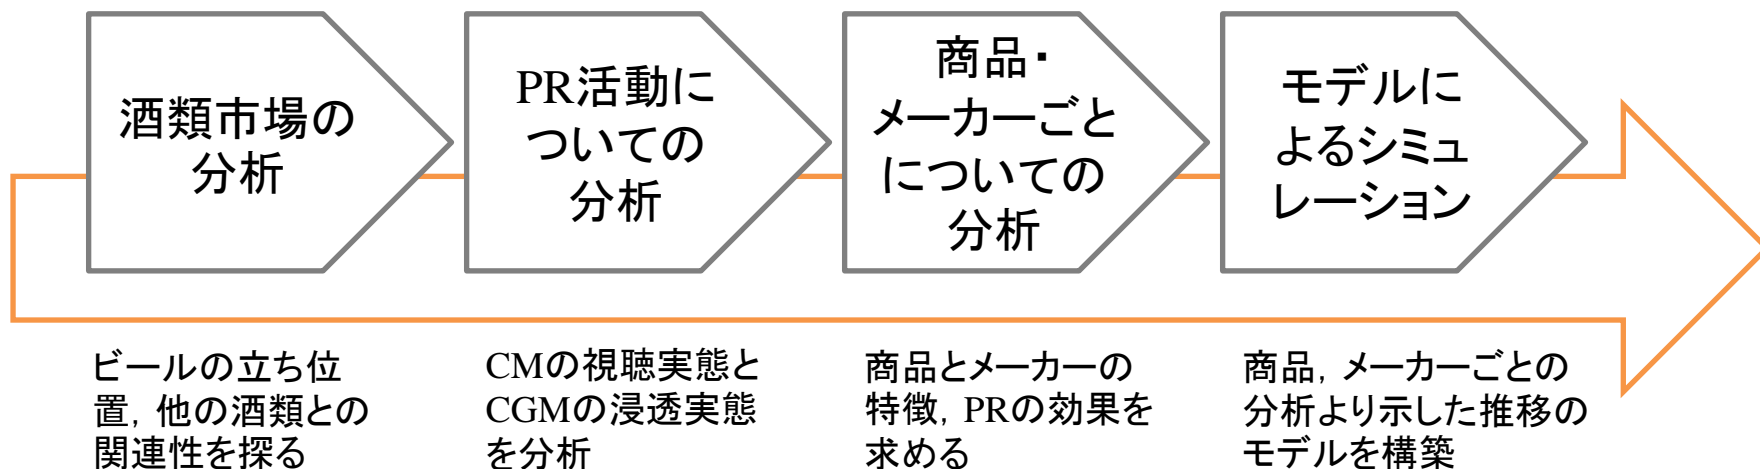 酒類市場の
分析
PR活動に
ついての
分析
商品・
メーカーごと
についての
分析
モデルに
よるシミュ
レーション
ビールの立ち位
置, 他の酒類との
関連性を探る
CMの視聴実態と
CGMの浸透実態
を分析
商品とメーカーの
特徴, PRの効果を
求める
商品, メーカーごとの
分析より示した推移の
モデルを構築